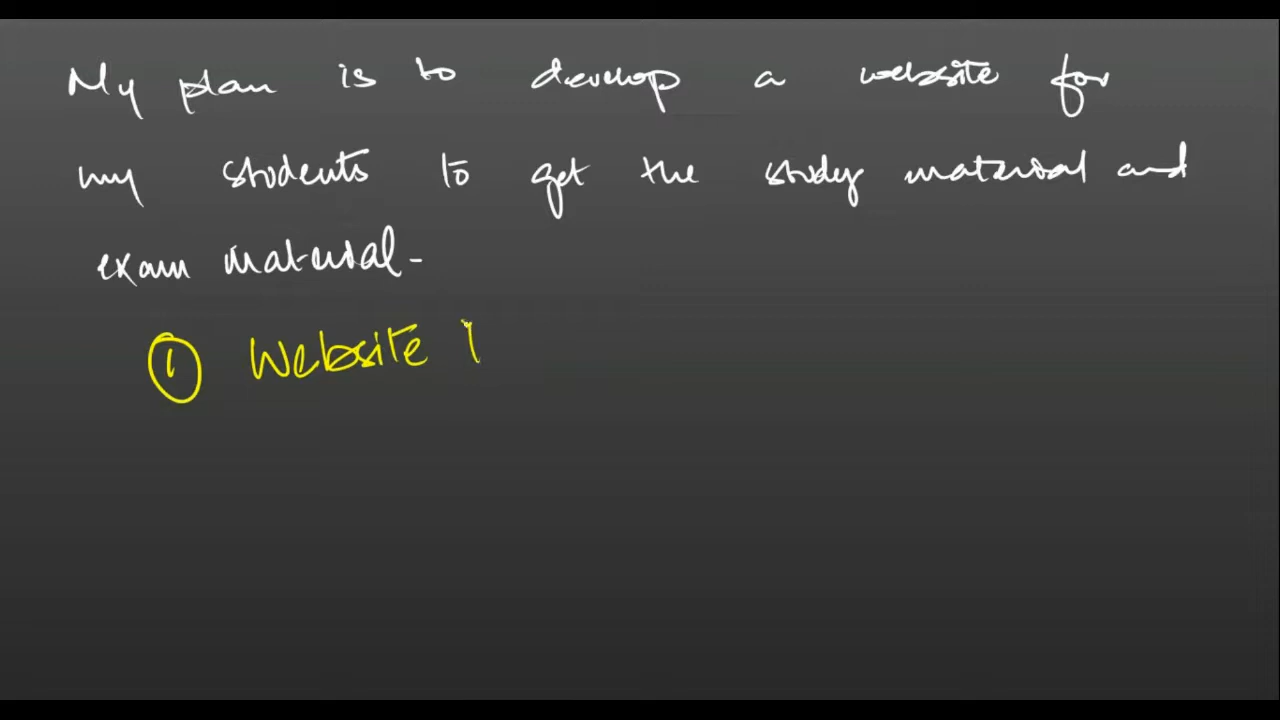 My plan is to develop a website for
my students to get the study material and
exam material.
① Website